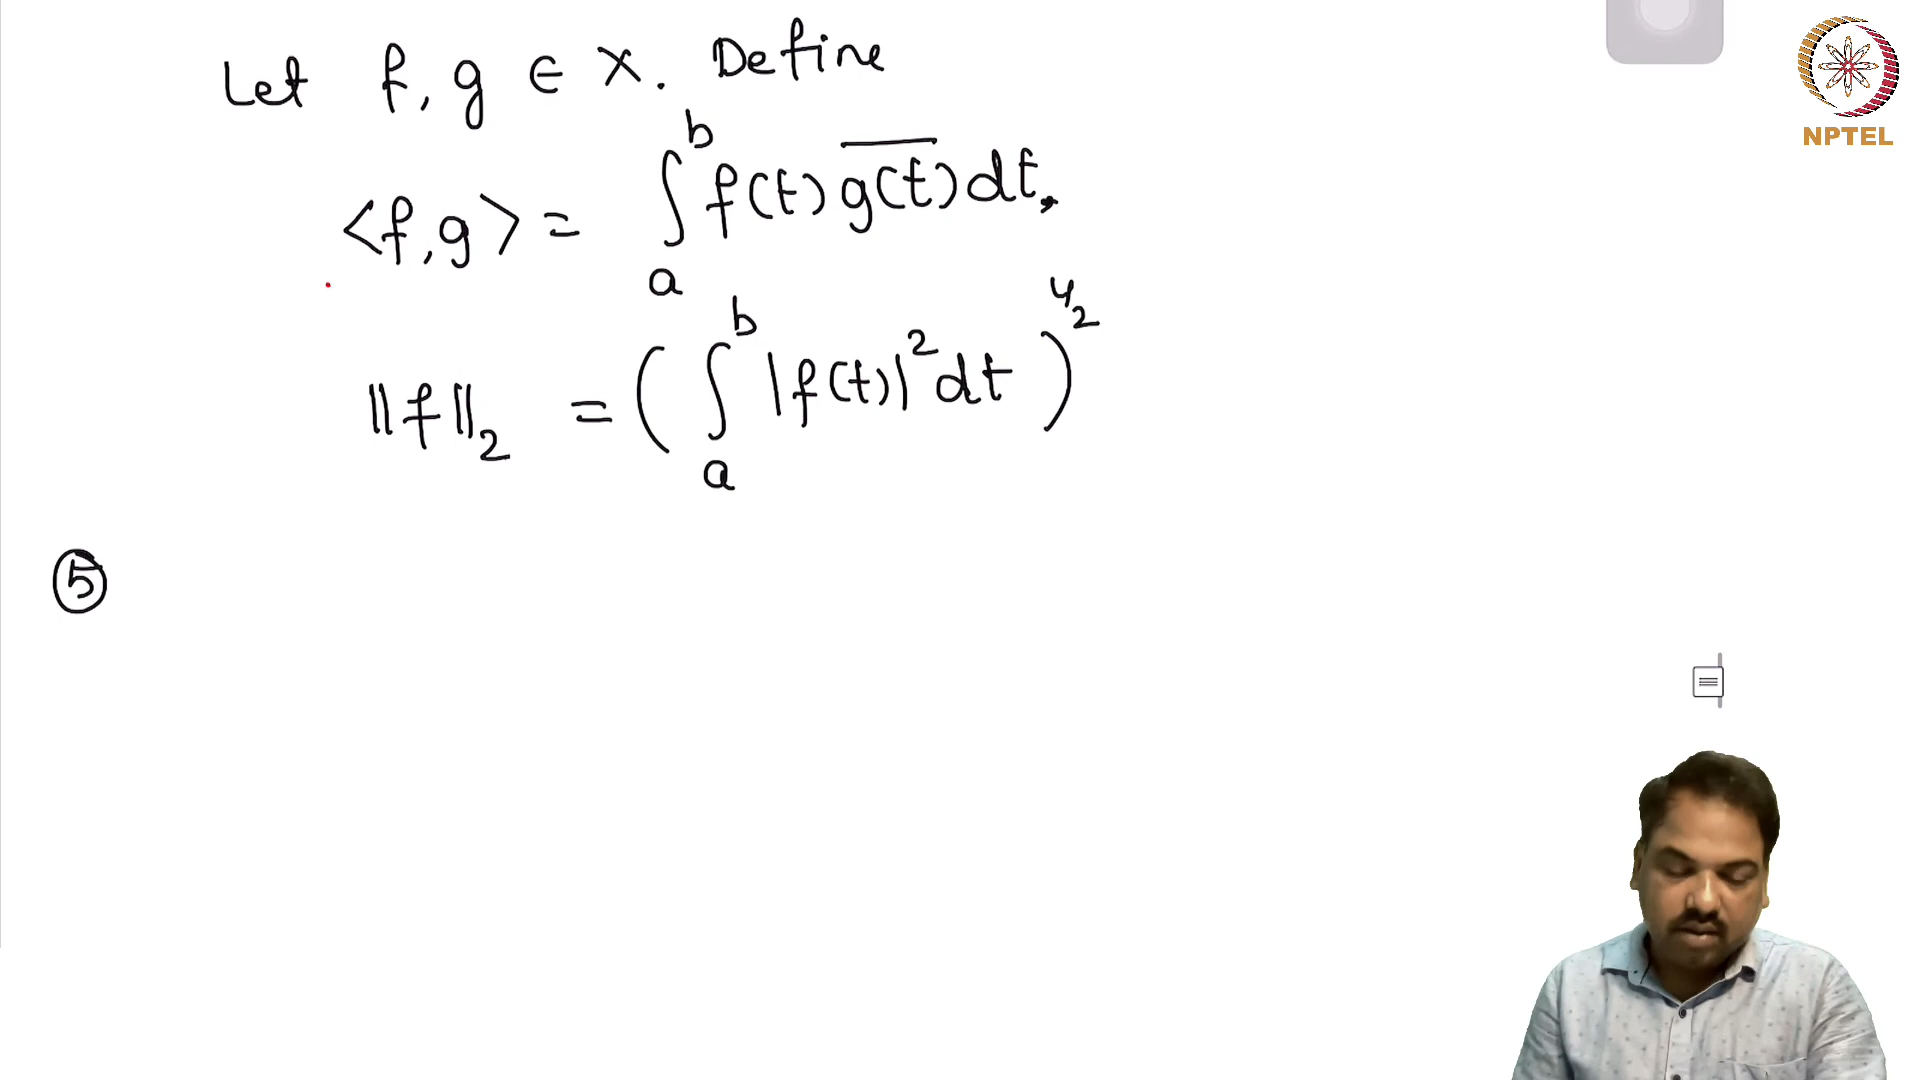 Let f, g ∈ X. Define
<f, g> = ∫_a^b f(t) \overline{g(t)} dt,
||f||_2 = ( ∫_a^b |f(t)|^2 dt )^{1/2}
⑤
NPTEL